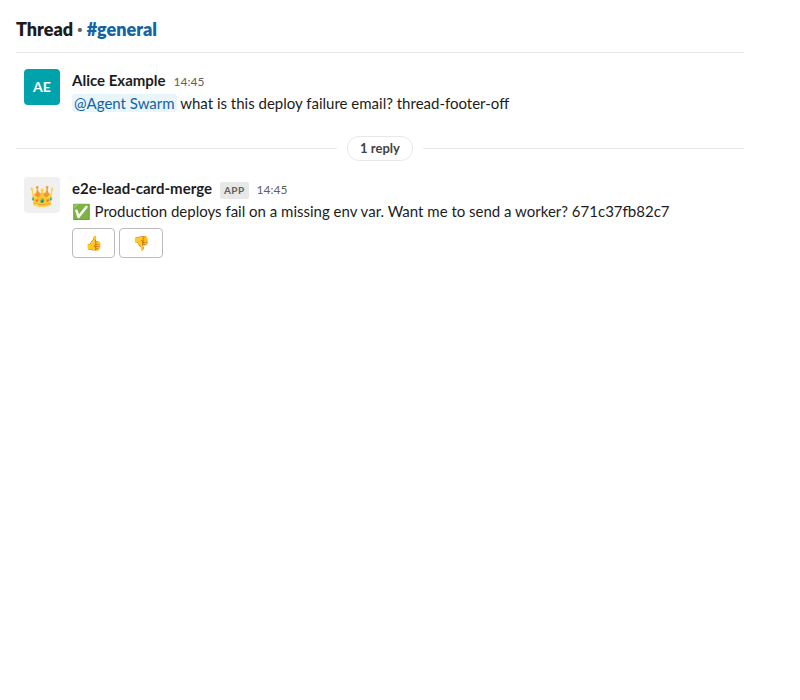 Thread • #general
AE
Alice Example 14:45
@Agent Swarm what is this deploy failure email? thread-footer-off
1 reply
e2e-lead-card-merge APP 14:45
✅ Production deploys fail on a missing env var. Want me to send a worker? 671c37fb82c7
👍 👎